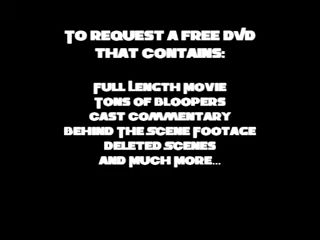 To request a free DVD
that contains:
Full Length Movie
Tons of Bloopers
Cast Commentary
Behind The Scene Footage
Deleted Scenes
and much more...